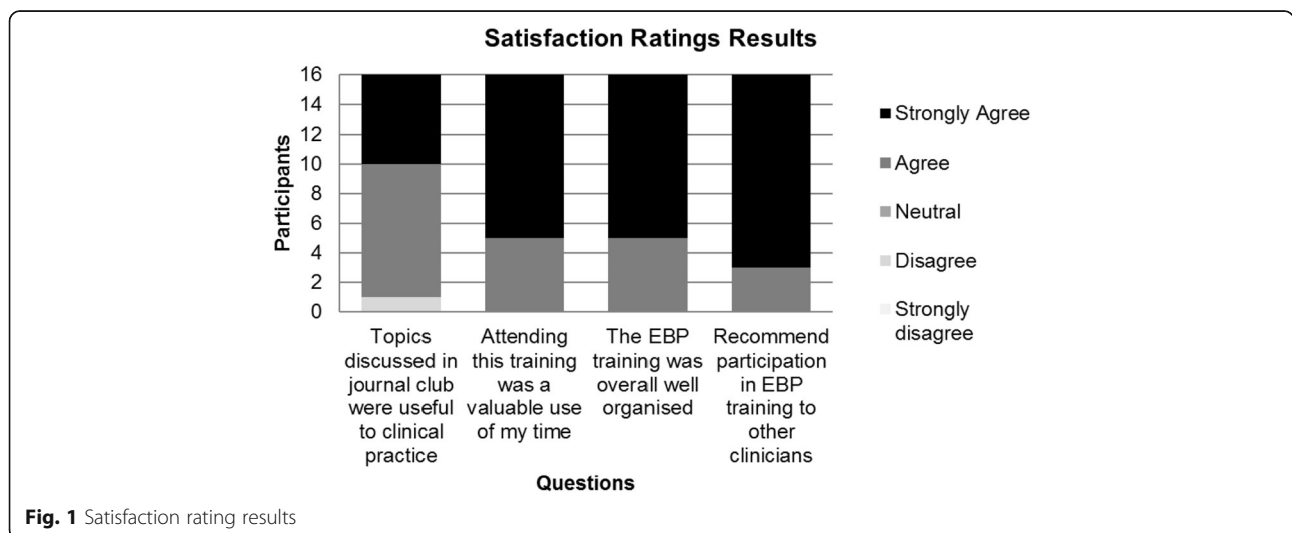 Satisfaction Ratings Results
16
14
12
10
8
6
4
2
0
Participants
Topics
discussed in
journal club
were useful
to clinical
practice
Attending
this training
was a
valuable use
of my time
The EBP
training was
overall well
organised
Recommend
participation
in EBP
training to
other
clinicians
Questions
Strongly Agree
Agree
Neutral
Disagree
Strongly
disagree
Fig. 1 Satisfaction rating results